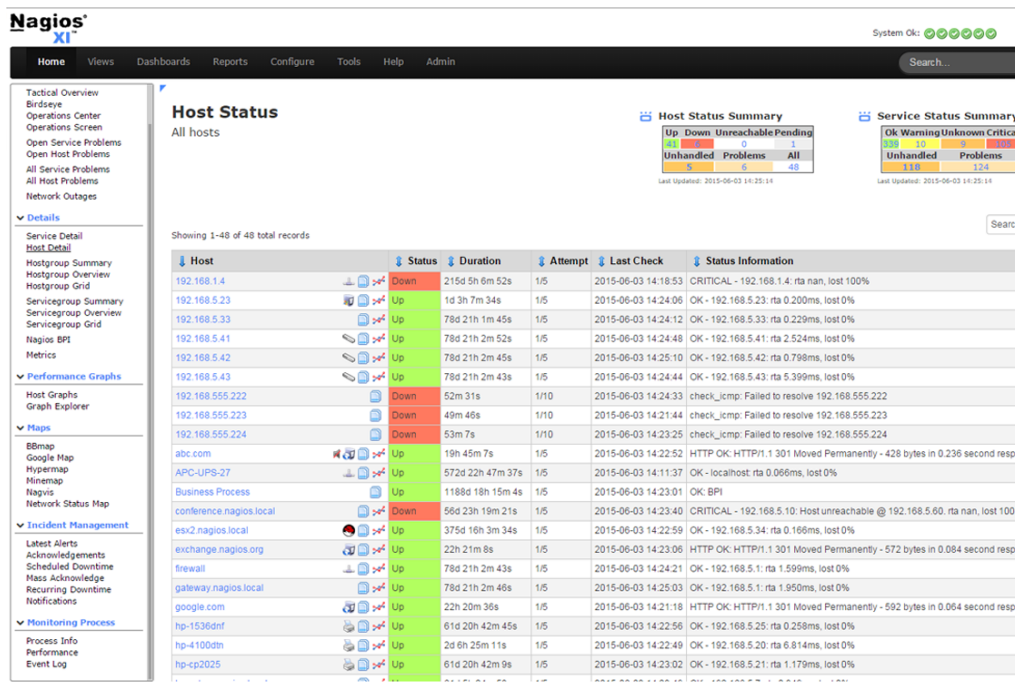 Nagios®
XI™
System Ok:
Home Views Dashboards Reports Configure Tools Help Admin Search...
Tactical Overview
Birdseye
Operations Center
Operations Screen
Open Service Problems
Open Host Problems
All Service Problems
All Host Problems
Network Outages
Details
Service Detail
Host Detail
Hostgroup Summary
Hostgroup Overview
Hostgroup Grid
Servicegroup Summary
Servicegroup Overview
Servicegroup Grid
Nagios BPI
Metrics
Performance Graphs
Host Graphs
Graph Explorer
Maps
BBmap
Google Map
Hypermap
Minemap
Nagvis
Network Status Map
Incident Management
Latest Alerts
Acknowledgements
Scheduled Downtime
Mass Acknowledge
Recurring Downtime
Notifications
Monitoring Process
Process Info
Performance
Event Log
Host Status
All hosts
Host Status Summary
Up Down Unreachable Pending
41 6 0 1
Unhandled Problems All
5 6 48
Last Updated: 2015-06-03 14:25:14
Service Status Summary
Ok Warning Unknown Critica
339 10 9 105
Unhandled Problems
118 124
Last Updated: 2015-06-03 14:25:14
Searc
Showing 1-48 of 48 total records
Host Status Duration Attempt Last Check Status Information
192.168.1.4 Down 215d 5h 6m 52s 1/5 2015-06-03 14:18:53 CRITICAL - 192.168.1.4: rta nan, lost 100%
192.168.5.23 Up 1d 3h 7m 34s 1/5 2015-06-03 14:24:06 OK - 192.168.5.23: rta 0.200ms, lost 0%
192.168.5.33 Up 78d 21h 1m 45s 1/5 2015-06-03 14:24:12 OK - 192.168.5.33: rta 0.229ms, lost 0%
192.168.5.41 Up 78d 21h 2m 52s 1/5 2015-06-03 14:24:48 OK - 192.168.5.41: rta 2.524ms, lost 0%
192.168.5.42 Up 78d 21h 2m 45s 1/5 2015-06-03 14:25:10 OK - 192.168.5.42: rta 0.798ms, lost 0%
192.168.5.43 Up 78d 21h 2m 43s 1/5 2015-06-03 14:24:44 OK - 192.168.5.43: rta 5.399ms, lost 0%
192.168.555.222 Down 52m 31s 1/10 2015-06-03 14:24:33 check_icmp: Failed to resolve 192.168.555.222
192.168.555.223 Down 49m 46s 1/10 2015-06-03 14:21:44 check_icmp: Failed to resolve 192.168.555.223
192.168.555.224 Down 53m 7s 1/10 2015-06-03 14:23:25 check_icmp: Failed to resolve 192.168.555.224
abc.com Up 19h 45m 7s 1/5 2015-06-03 14:22:52 HTTP OK: HTTP/1.1 301 Moved Permanently - 428 bytes in 0.236 second resp
APC-UPS-27 Up 572d 22h 47m 37s 1/5 2015-06-03 14:11:37 OK - localhost: rta 0.066ms, lost 0%
Business Process Up 1188d 18h 15m 4s 1/5 2015-06-03 14:23:01 OK: BPI
conference.nagios.local Down 56d 23h 19m 21s 1/5 2015-06-03 14:23:40 CRITICAL - 192.168.5.10: Host unreachable @ 192.168.5.60. rta nan, lost 100
esx2.nagios.local Up 375d 16h 3m 34s 1/5 2015-06-03 14:22:59 OK - 192.168.5.34: rta 0.166ms, lost 0%
exchange.nagios.org Up 22h 21m 8s 1/5 2015-06-03 14:23:06 HTTP OK: HTTP/1.1 301 Moved Permanently - 572 bytes in 0.084 second resp
firewall Up 78d 21h 2m 43s 1/5 2015-06-03 14:24:21 OK - 192.168.5.1: rta 1.599ms, lost 0%
gateway.nagios.local Up 78d 21h 2m 46s 1/5 2015-06-03 14:25:03 OK - 192.168.5.1: rta 1.950ms, lost 0%
google.com Up 22h 20m 36s 1/5 2015-06-03 14:21:18 HTTP OK: HTTP/1.1 301 Moved Permanently - 592 bytes in 0.064 second resp
hp-1536dnf Up 61d 20h 42m 45s 1/5 2015-06-03 14:22:56 OK - 192.168.5.25: rta 0.258ms, lost 0%
hp-4100dtn Up 2d 6h 25m 11s 1/5 2015-06-03 14:22:49 OK - 192.168.5.20: rta 6.814ms, lost 0%
hp-cp2025 Up 61d 20h 42m 9s 1/5 2015-06-03 14:23:02 OK - 192.168.5.21: rta 1.179ms, lost 0%